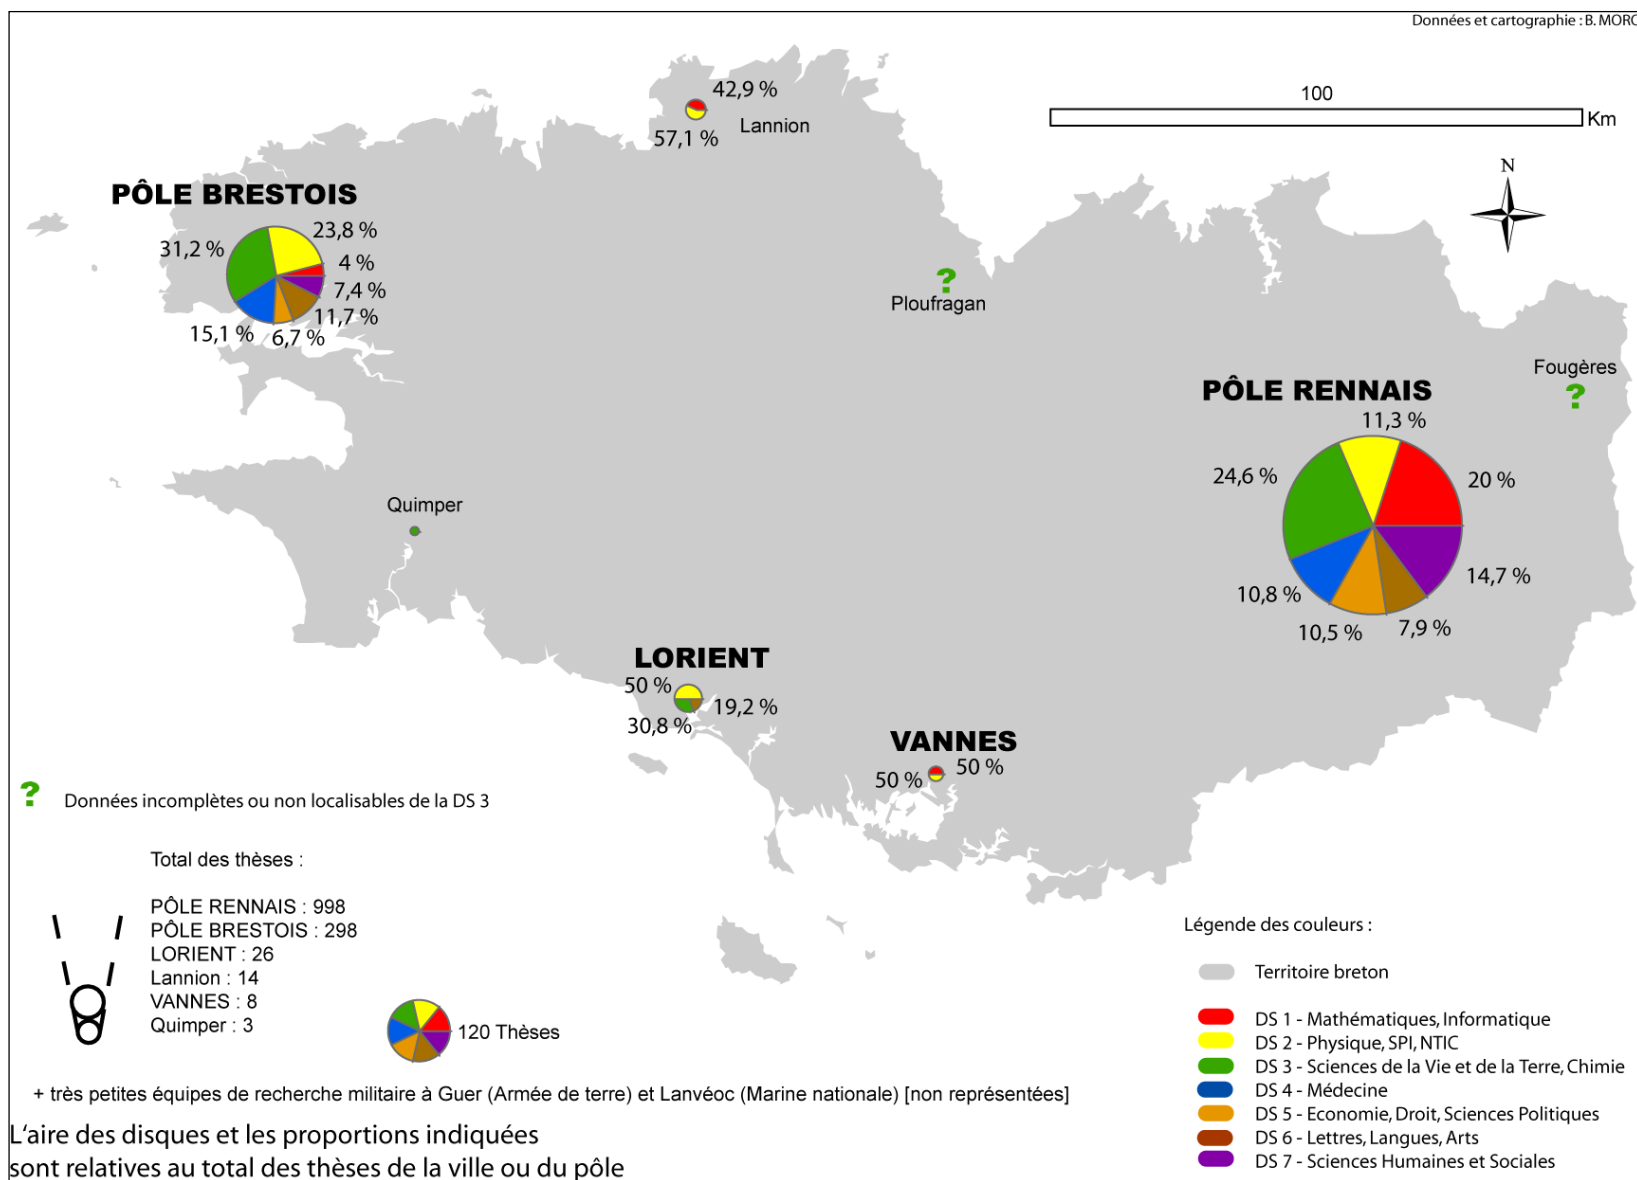 Données et cartographie : B. MORC
42,9 %
Lannion
57,1 %
100
Km
N
PÔLE BRESTOIS
23,8 %
31,2 %
4 %
7,4 %
11,7 %
15,1 %
6,7 %
?
Ploufragan
Fougères
?
PÔLE RENNAIS
11,3 %
24,6 %
20 %
14,7 %
10,8 %
10,5 %
7,9 %
Quimper
LORIENT
50 %
19,2 %
30,8 %
VANNES
50 %
50 %
? Données incomplètes ou non localisables de la DS 3
Total des thèses :
PÔLE RENNAIS : 998
PÔLE BRESTOIS : 298
LORIENT : 26
Lannion : 14
VANNES : 8
Quimper : 3
120 Thèses
+ très petites équipes de recherche militaire à Guer (Armée de terre) et Lanvéoc (Marine nationale) [non représentées]
L'aire des disques et les proportions indiquées
sont relatives au total des thèses de la ville ou du pôle
Légende des couleurs :
Territoire breton
DS 1 - Mathématiques, Informatique
DS 2 - Physique, SPI, NTIC
DS 3 - Sciences de la Vie et de la Terre, Chimie
DS 4 - Médecine
DS 5 - Economie, Droit, Sciences Politiques
DS 6 - Lettres, Langues, Arts
DS 7 - Sciences Humaines et Sociales